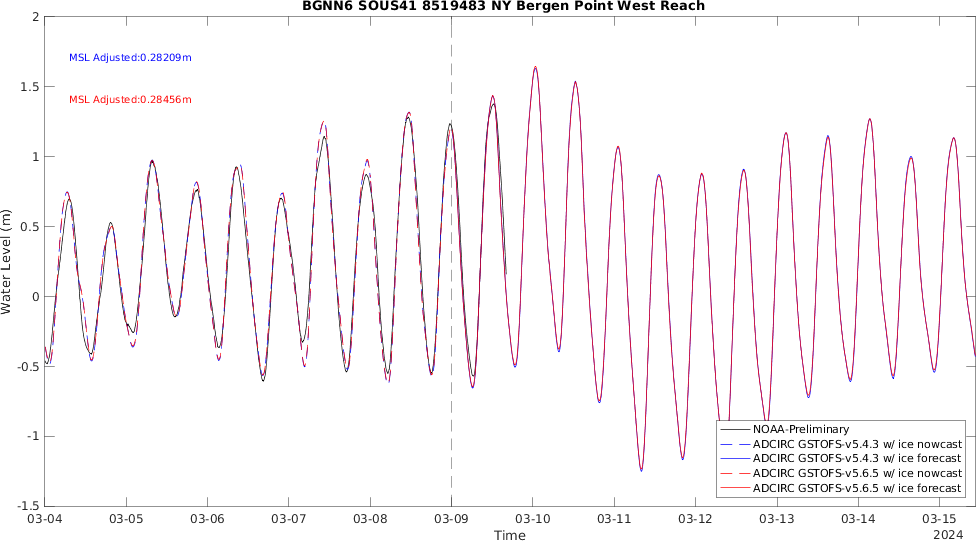 BGNN6 SOUS41 8519483 NY Bergen Point West Reach
MSL Adjusted:0.28209m
MSL Adjusted:0.28456m
Water Level (m)
2
1.5
1
0.5
0
-0.5
-1
-1.5
NOAA-Preliminary
ADCIRC GSTOFS-v5.4.3 w/ ice nowcast
ADCIRC GSTOFS-v5.4.3 w/ ice forecast
ADCIRC GSTOFS-v5.6.5 w/ ice nowcast
ADCIRC GSTOFS-v5.6.5 w/ ice forecast
03-04 03-05 03-06 03-07 03-08 03-09 03-10 03-11 03-12 03-13 03-14 03-15
Time
2024